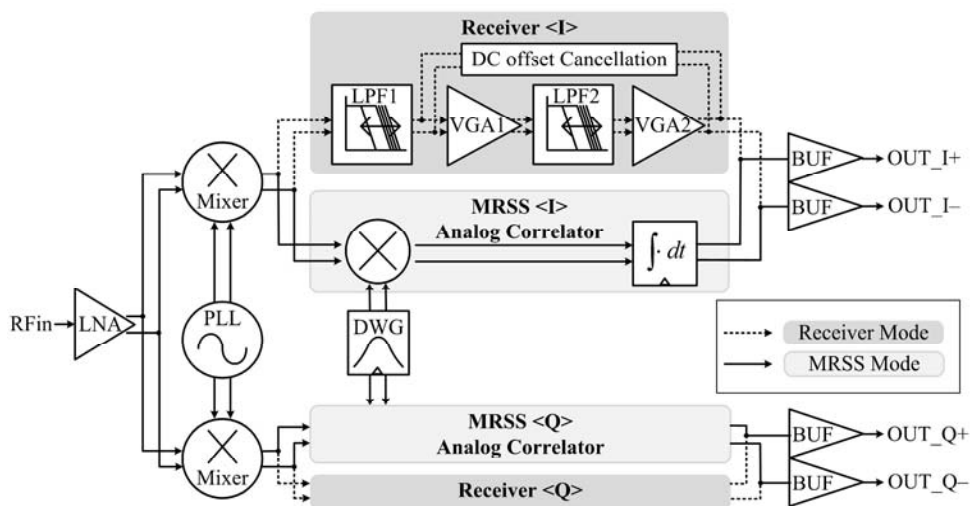 Receiver <I>
DC offset Cancellation
LPF1
VGA1
LPF2
VGA2
BUF
OUT_I+
BUF
OUT_I–
Mixer
MRSS <I>
Analog Correlator
∫· dt
RFin
LNA
PLL
DWG
Receiver Mode
MRSS Mode
Mixer
MRSS <Q>
Analog Correlator
Receiver <Q>
BUF
OUT_Q+
BUF
OUT_Q–